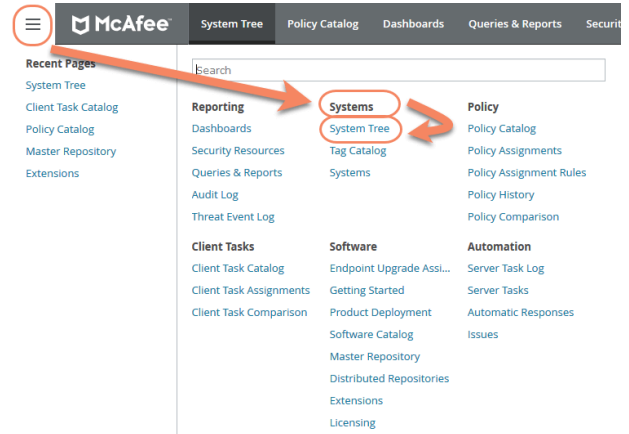 McAfee System Tree Policy Catalog Dashboards Queries & Reports Securit
Recent Pages
System Tree
Client Task Catalog
Policy Catalog
Master Repository
Extensions
Search
Reporting
Dashboards
Security Resources
Queries & Reports
Audit Log
Threat Event Log
Systems
System Tree
Tag Catalog
Systems
Policy
Policy Catalog
Policy Assignments
Policy Assignment Rules
Policy History
Policy Comparison
Client Tasks
Client Task Catalog
Client Task Assignments
Client Task Comparison
Software
Endpoint Upgrade Assi...
Getting Started
Product Deployment
Software Catalog
Master Repository
Distributed Repositories
Extensions
Licensing
Automation
Server Task Log
Server Tasks
Automatic Responses
Issues